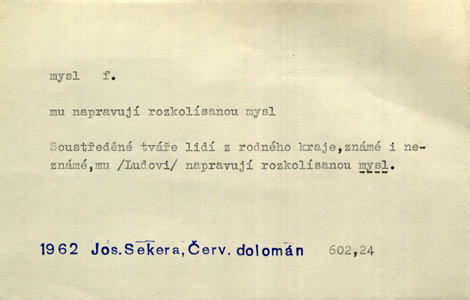 mysl f.
mu napravují rozkolísanou mysl
Soustředěné tváře lidí z rodného kraje,známé i ne-
známé,mu /Ludovi/ napravují rozkolísanou mysl.
1962 Jos.Sekera,Červ. dolomán 602,24